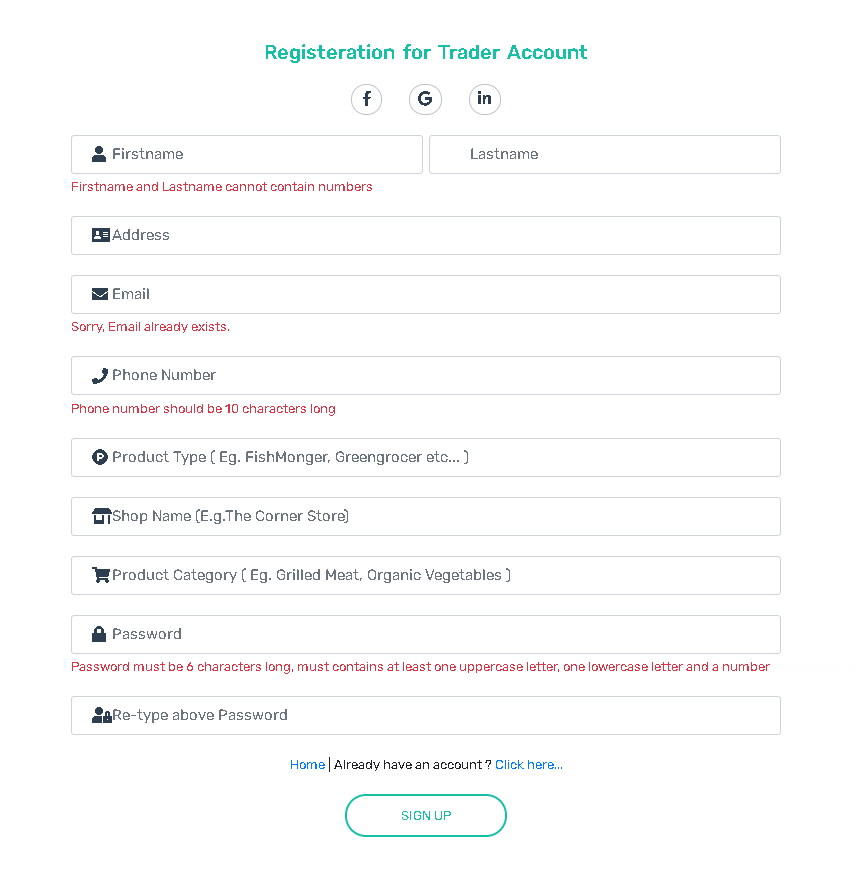 Registeration for Trader Account
f G in
Firstname Lastname
Firstname and Lastname cannot contain numbers
Address
Email
Sorry, Email already exists.
Phone Number
Phone number should be 10 characters long
P Product Type ( Eg. FishMonger, Greengrocer etc... )
Shop Name (E.g.The Corner Store)
Product Category ( Eg. Grilled Meat, Organic Vegetables )
Password
Password must be 6 characters long, must contains at least one uppercase letter, one lowercase letter and a number
Re-type above Password
Home | Already have an account ? Click here...
SIGN UP